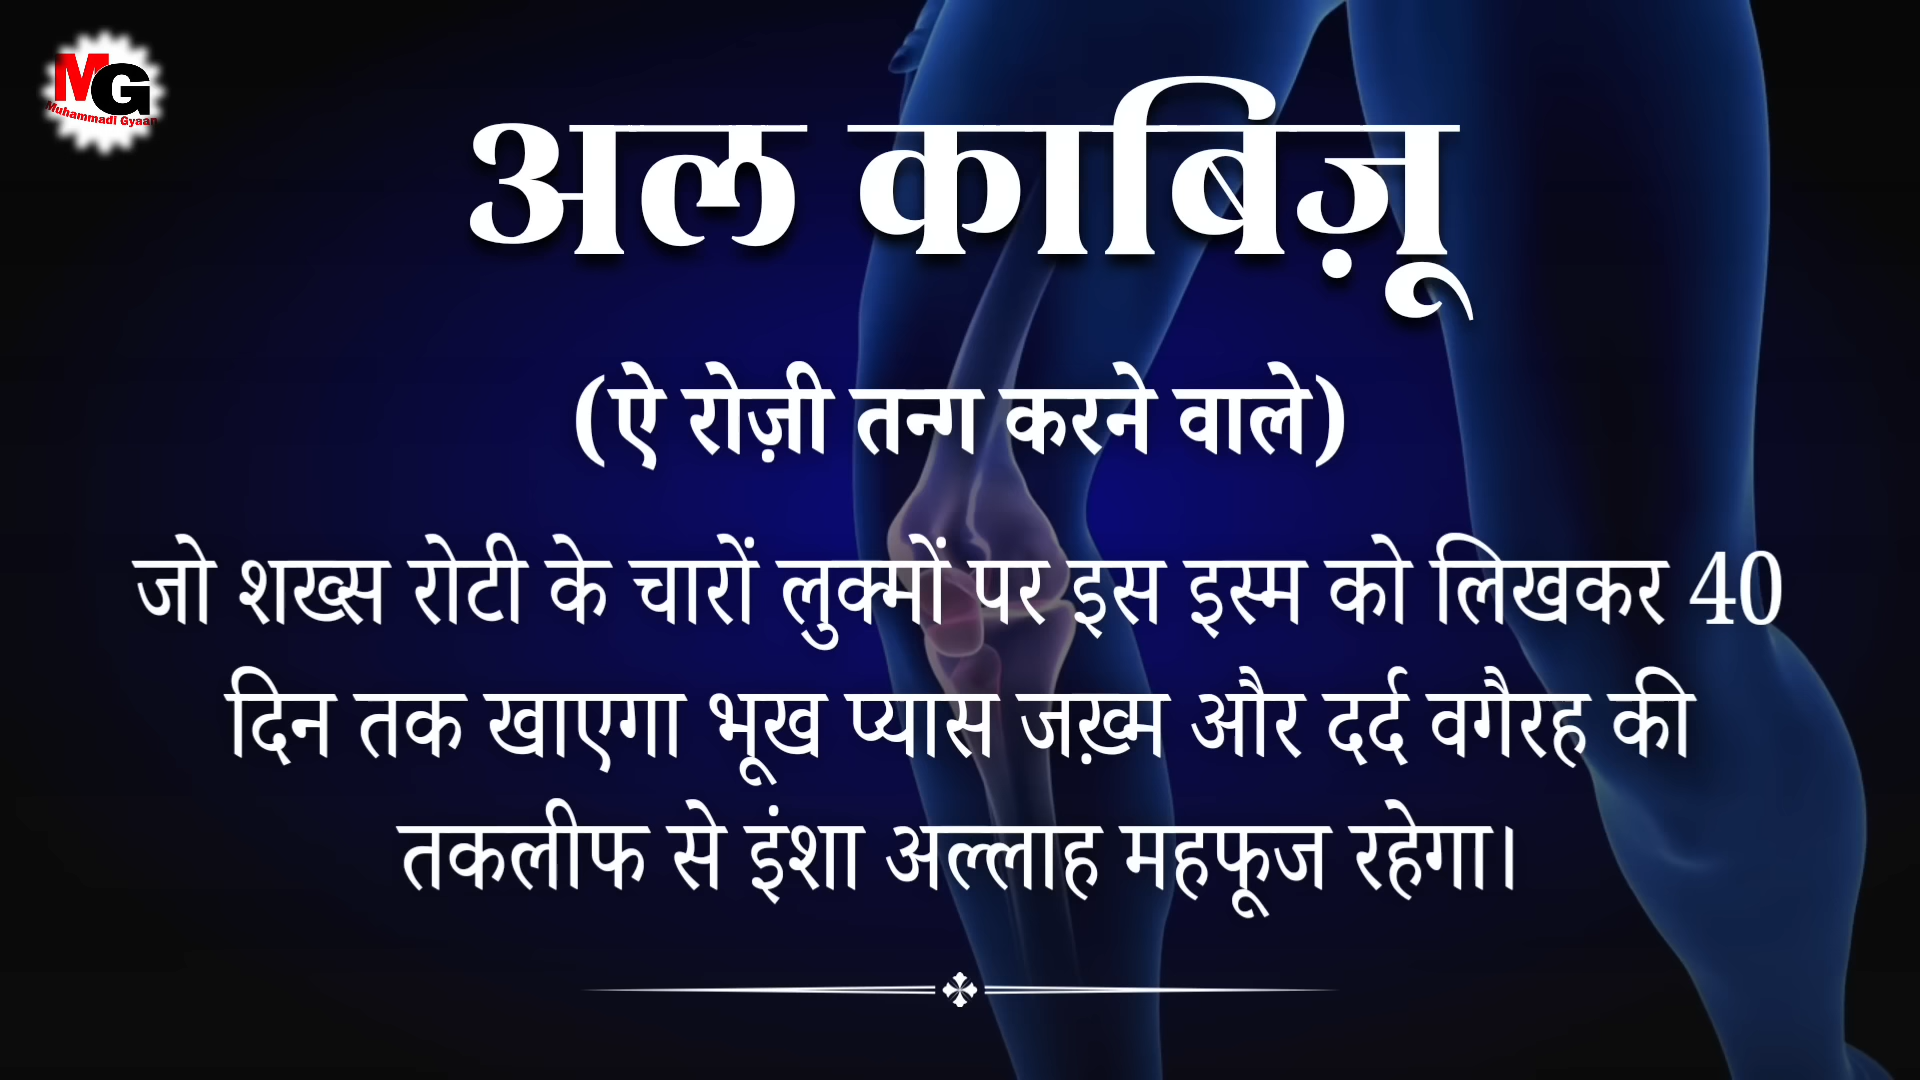 MG
Muhammadi Gyaan
अल काबिज़ू
(ऐ रोज़ी तन्ग करने वाले)
जो शख्स रोटी के चारों लुक्मों पर इस इस्म को लिखकर 40
दिन तक खाएगा भूख प्यास जख़्म और दर्द वगैरह की
तकलीफ से इंशा अल्लाह महफूज रहेगा।